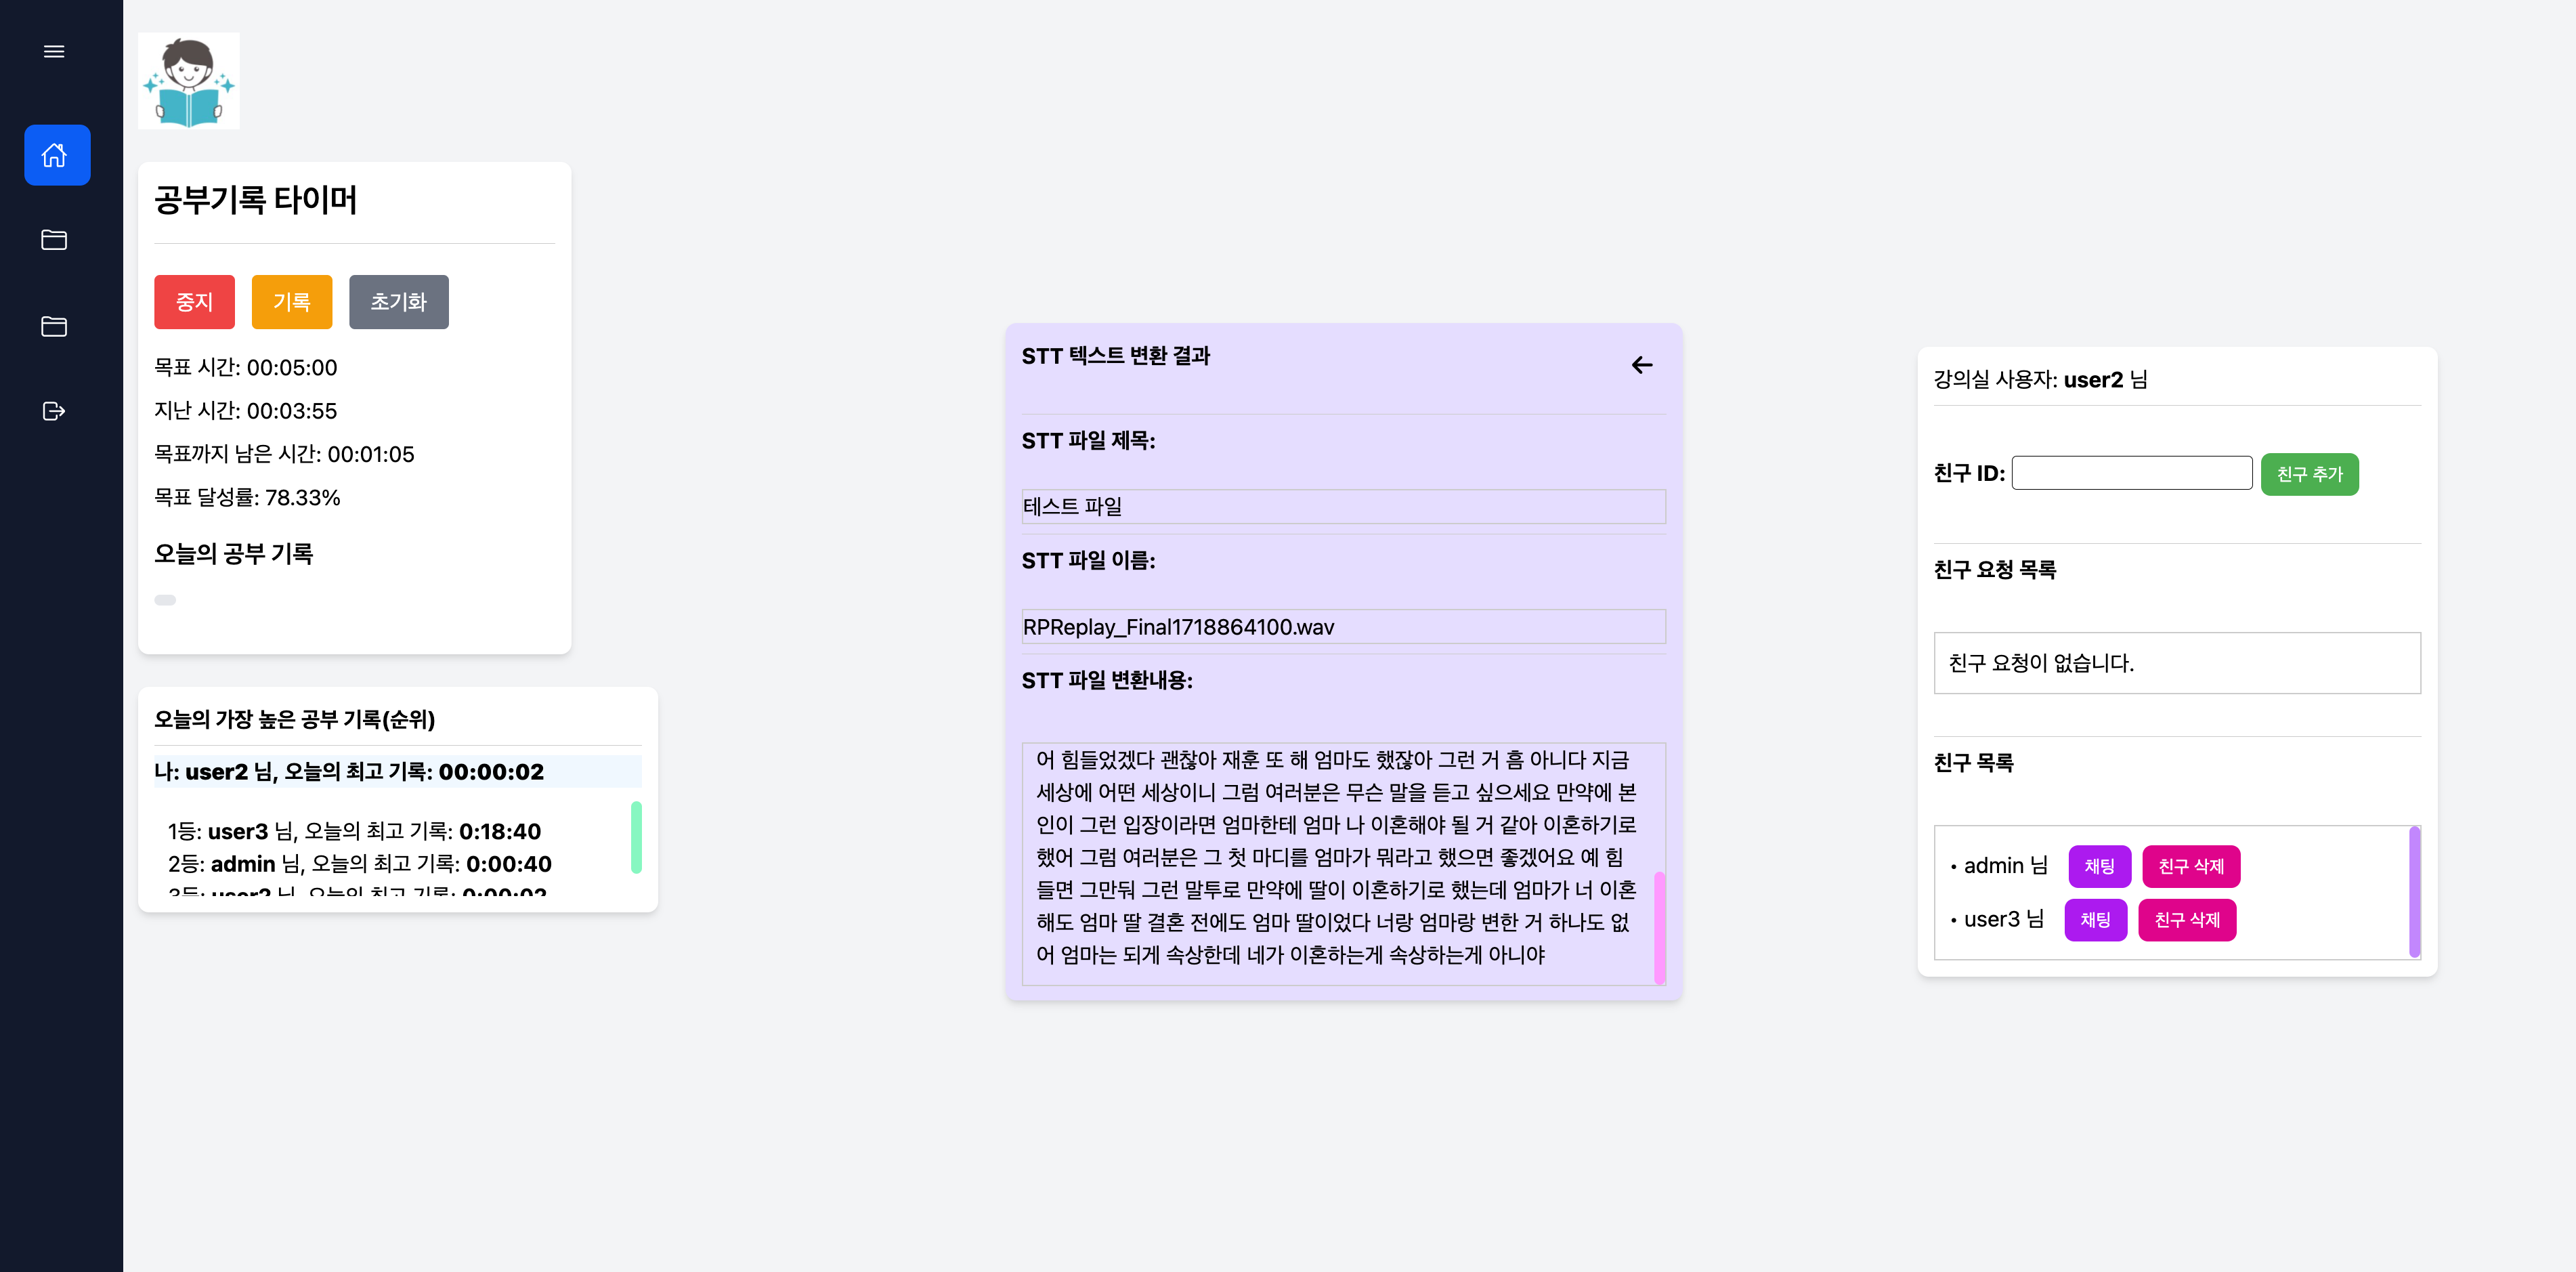 공부기록 타이머
중지 기록 초기화
목표 시간: 00:05:00
지난 시간: 00:03:55
목표까지 남은 시간: 00:01:05
목표 달성률: 78.33%
오늘의 공부 기록
오늘의 가장 높은 공부 기록(순위)
나: user2 님, 오늘의 최고 기록: 00:00:02
1등: user3 님, 오늘의 최고 기록: 0:18:40
2등: admin 님, 오늘의 최고 기록: 0:00:40
3등: user2 님, 오늘의 최고 기록: 0:00:02
STT 텍스트 변환 결과
STT 파일 제목:
테스트 파일
STT 파일 이름:
RPReplay_Final1718864100.wav
STT 파일 변환내용:
어 힘들었겠다 괜찮아 재훈 또 해 엄마도 했잖아 그런 거 흠 아니다 지금
세상에 어떤 세상이니 그럼 여러분은 무슨 말을 듣고 싶으세요 만약에 본
인이 그런 입장이라면 엄마한테 엄마 나 이혼해야 될 거 같아 이혼하기로
했어 그럼 여러분은 그 첫 마디를 엄마가 뭐라고 했으면 좋겠어요 예 힘
들면 그만둬 그런 말투로 만약에 딸이 이혼하기로 했는데 엄마가 너 이혼
해도 엄마 딸 결혼 전에도 엄마 딸이었다 너랑 엄마랑 변한 거 하나도 없
어 엄마는 되게 속상한데 네가 이혼하는게 속상하는게 아니야
강의실 사용자: user2 님
친구 ID: 친구 추가
친구 요청 목록
친구 요청이 없습니다.
친구 목록
• admin 님 채팅 친구 삭제
• user3 님 채팅 친구 삭제